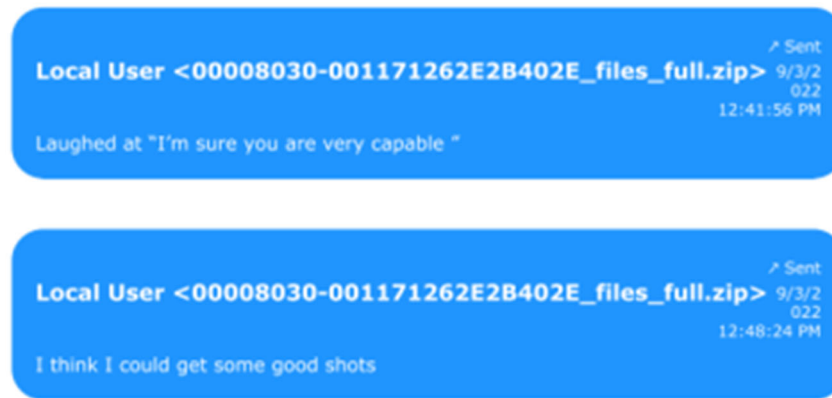 ↗ Sent
Local User <00008030-001171262E2B402E_files_full.zip> 9/3/2
022
12:41:56 PM
Laughed at “I’m sure you are very capable ”
↗ Sent
Local User <00008030-001171262E2B402E_files_full.zip> 9/3/2
022
12:48:24 PM
I think I could get some good shots